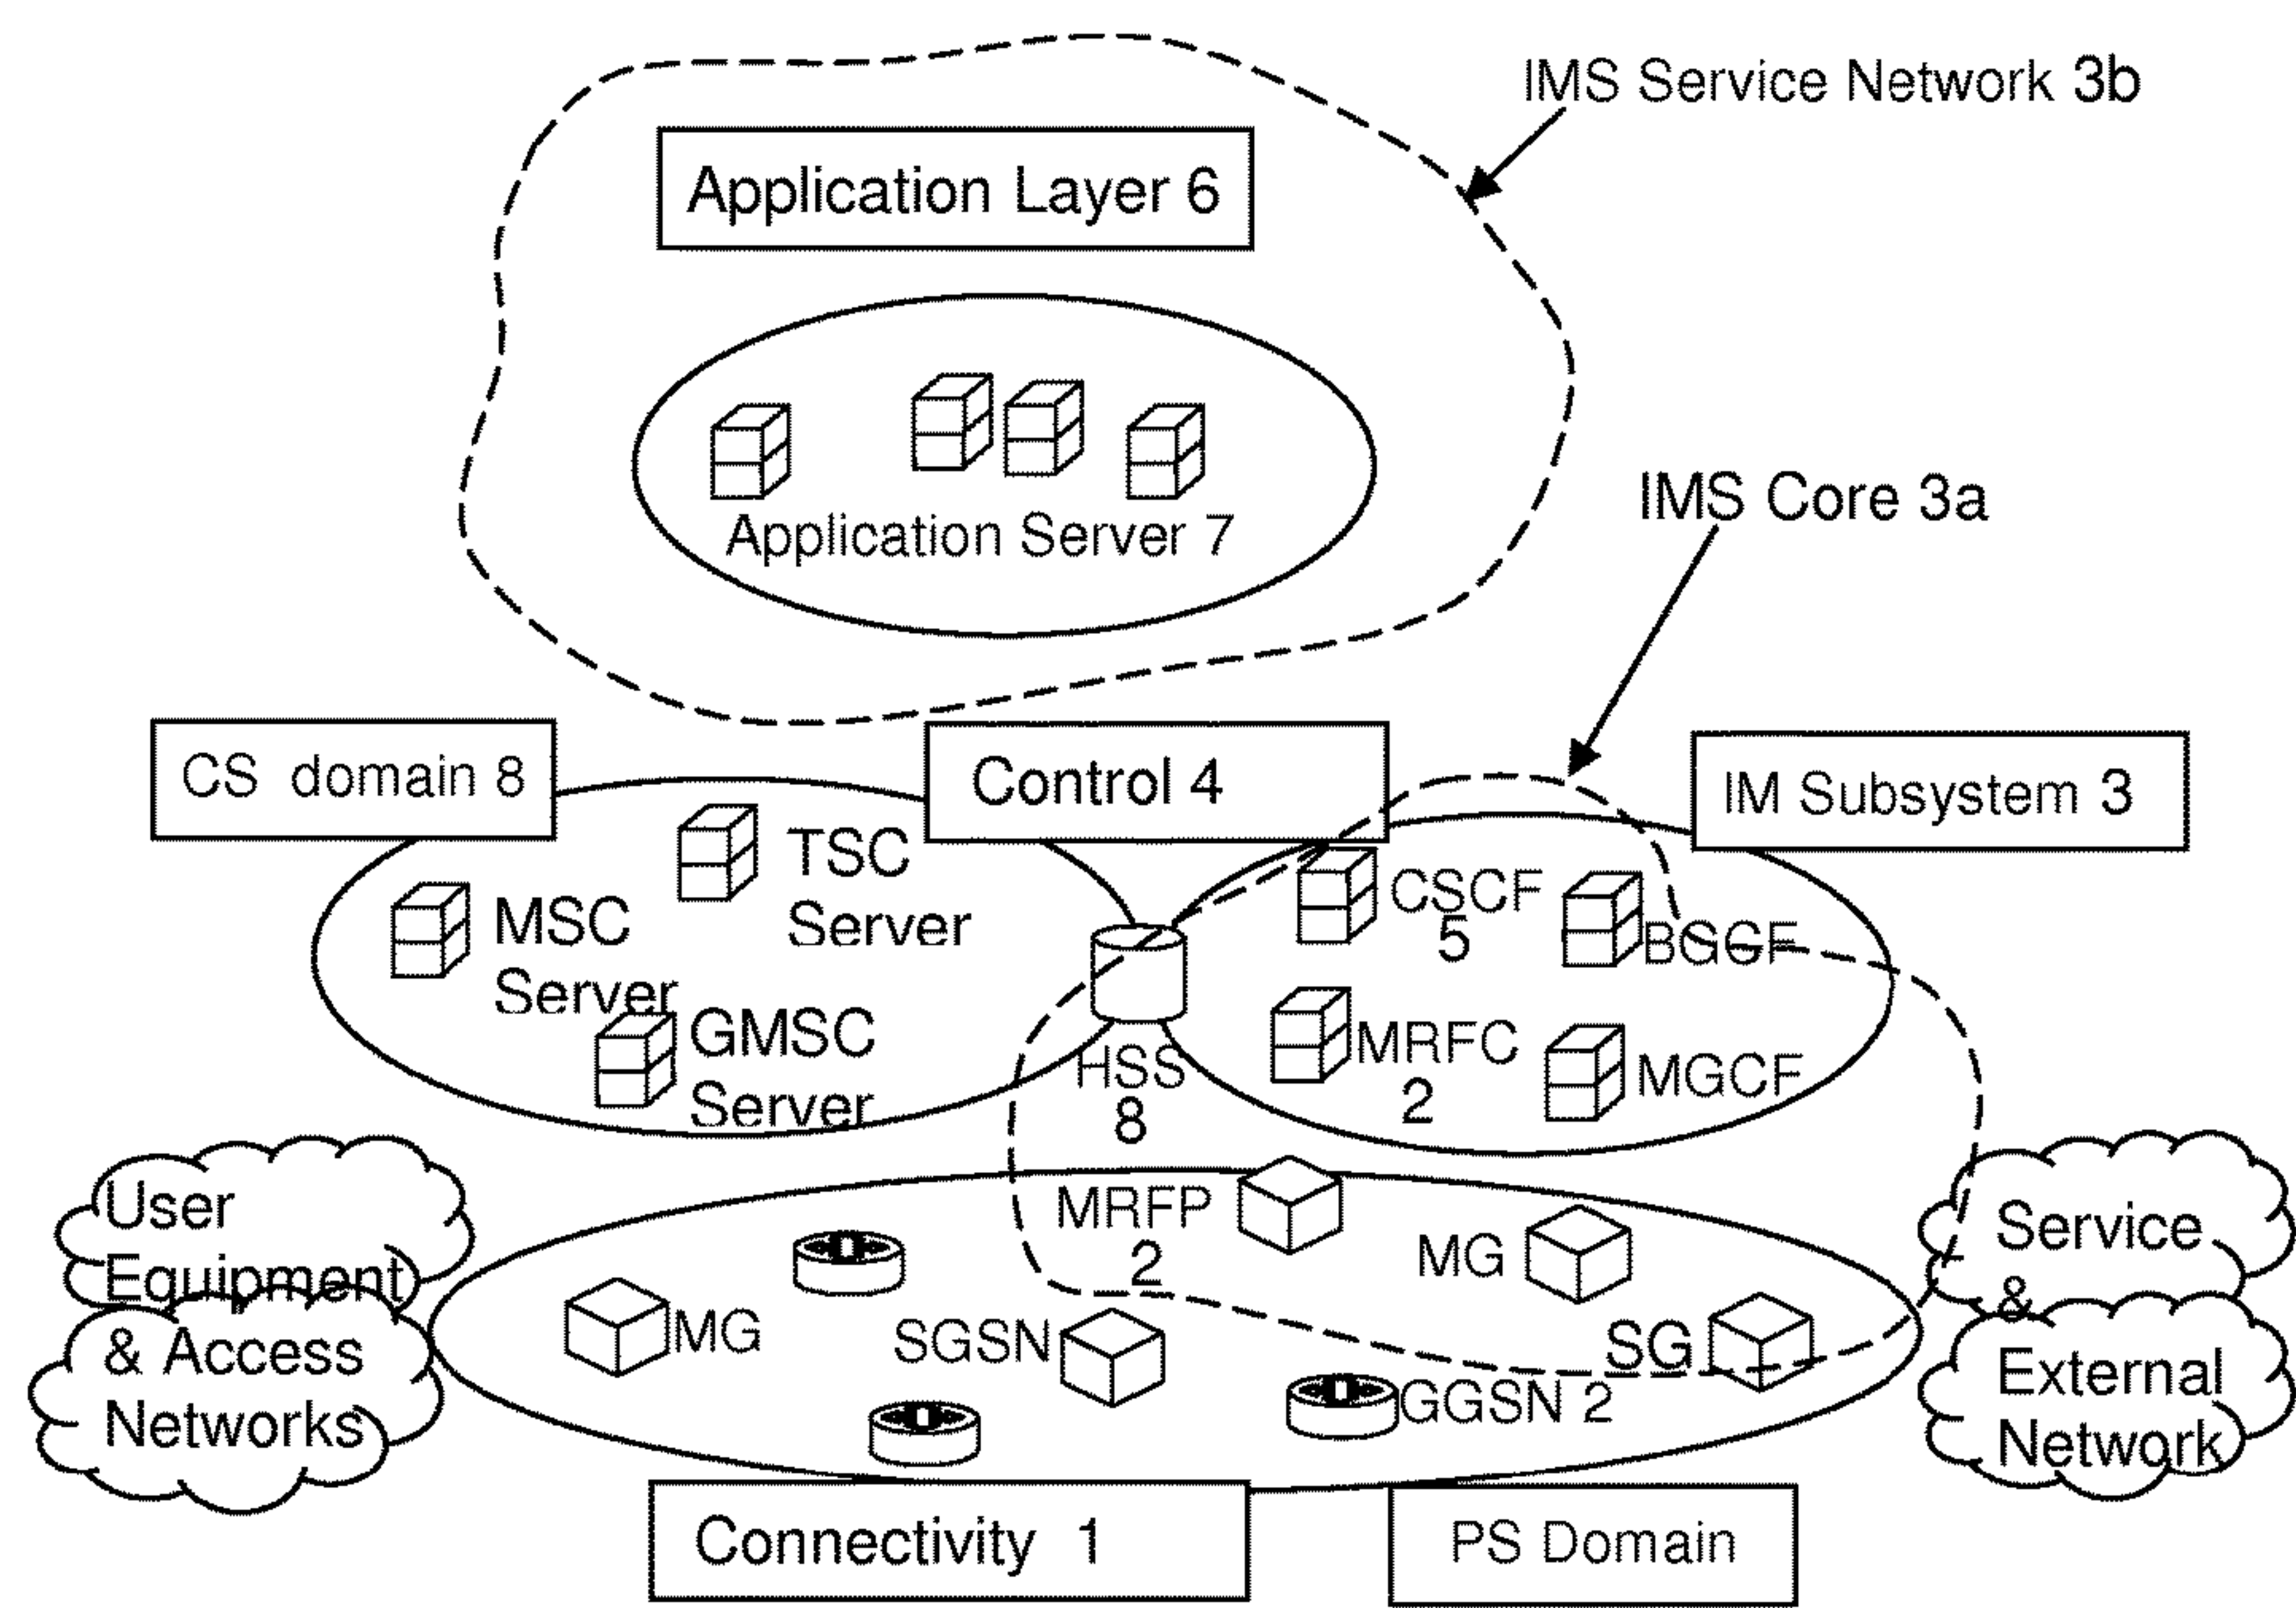 IMS Service Network 3b
Application Layer 6
Application Server 7
IMS Core 3a
CS domain 8
Control 4
IM Subsystem 3
TSC
Server
MSC
Server
GMSC
Server
HSS
8
CSCF
5
BGCF
MRFC
2
MGCF
User
Equipment
& Access
Networks
MRFP
2
MG
MG
SGSN
SG
GGSN 2
Service
&
External
Network
Connectivity 1
PS Domain